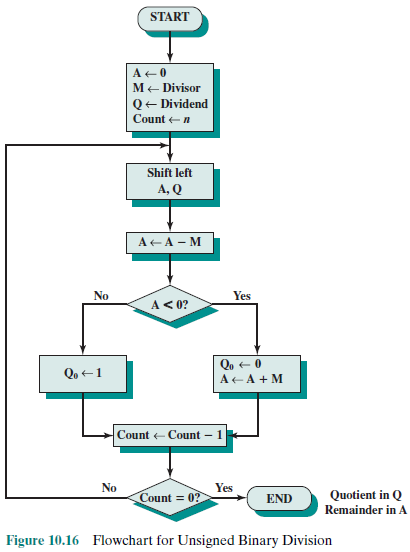 START
A ← 0
M ← Divisor
Q ← Dividend
Count ← n
Shift left
A, Q
A ← A − M
No
A < 0?
Yes
Q₀ ← 1
Q₀ ← 0
A ← A + M
Count ← Count − 1
No
Count = 0?
Yes
END
Quotient in Q
Remainder in A
Figure 10.16 Flowchart for Unsigned Binary Division